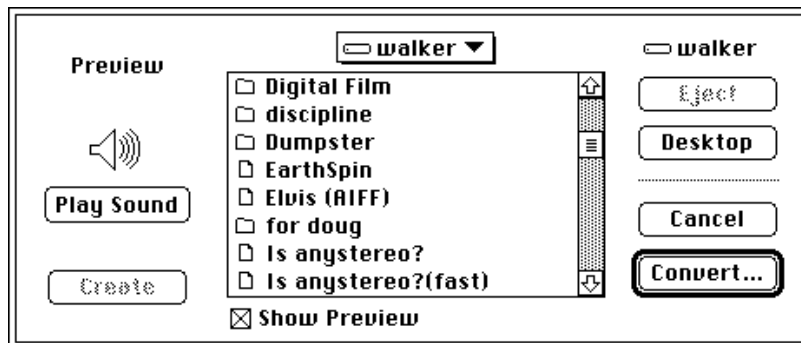 Preview
Play Sound
Create
walker
Digital Film
discipline
Dumpster
EarthSpin
Elvis (AIFF)
for doug
Is anystereo?
Is anystereo?(fast)
Show Preview
walker
Eject
Desktop
Cancel
Convert...